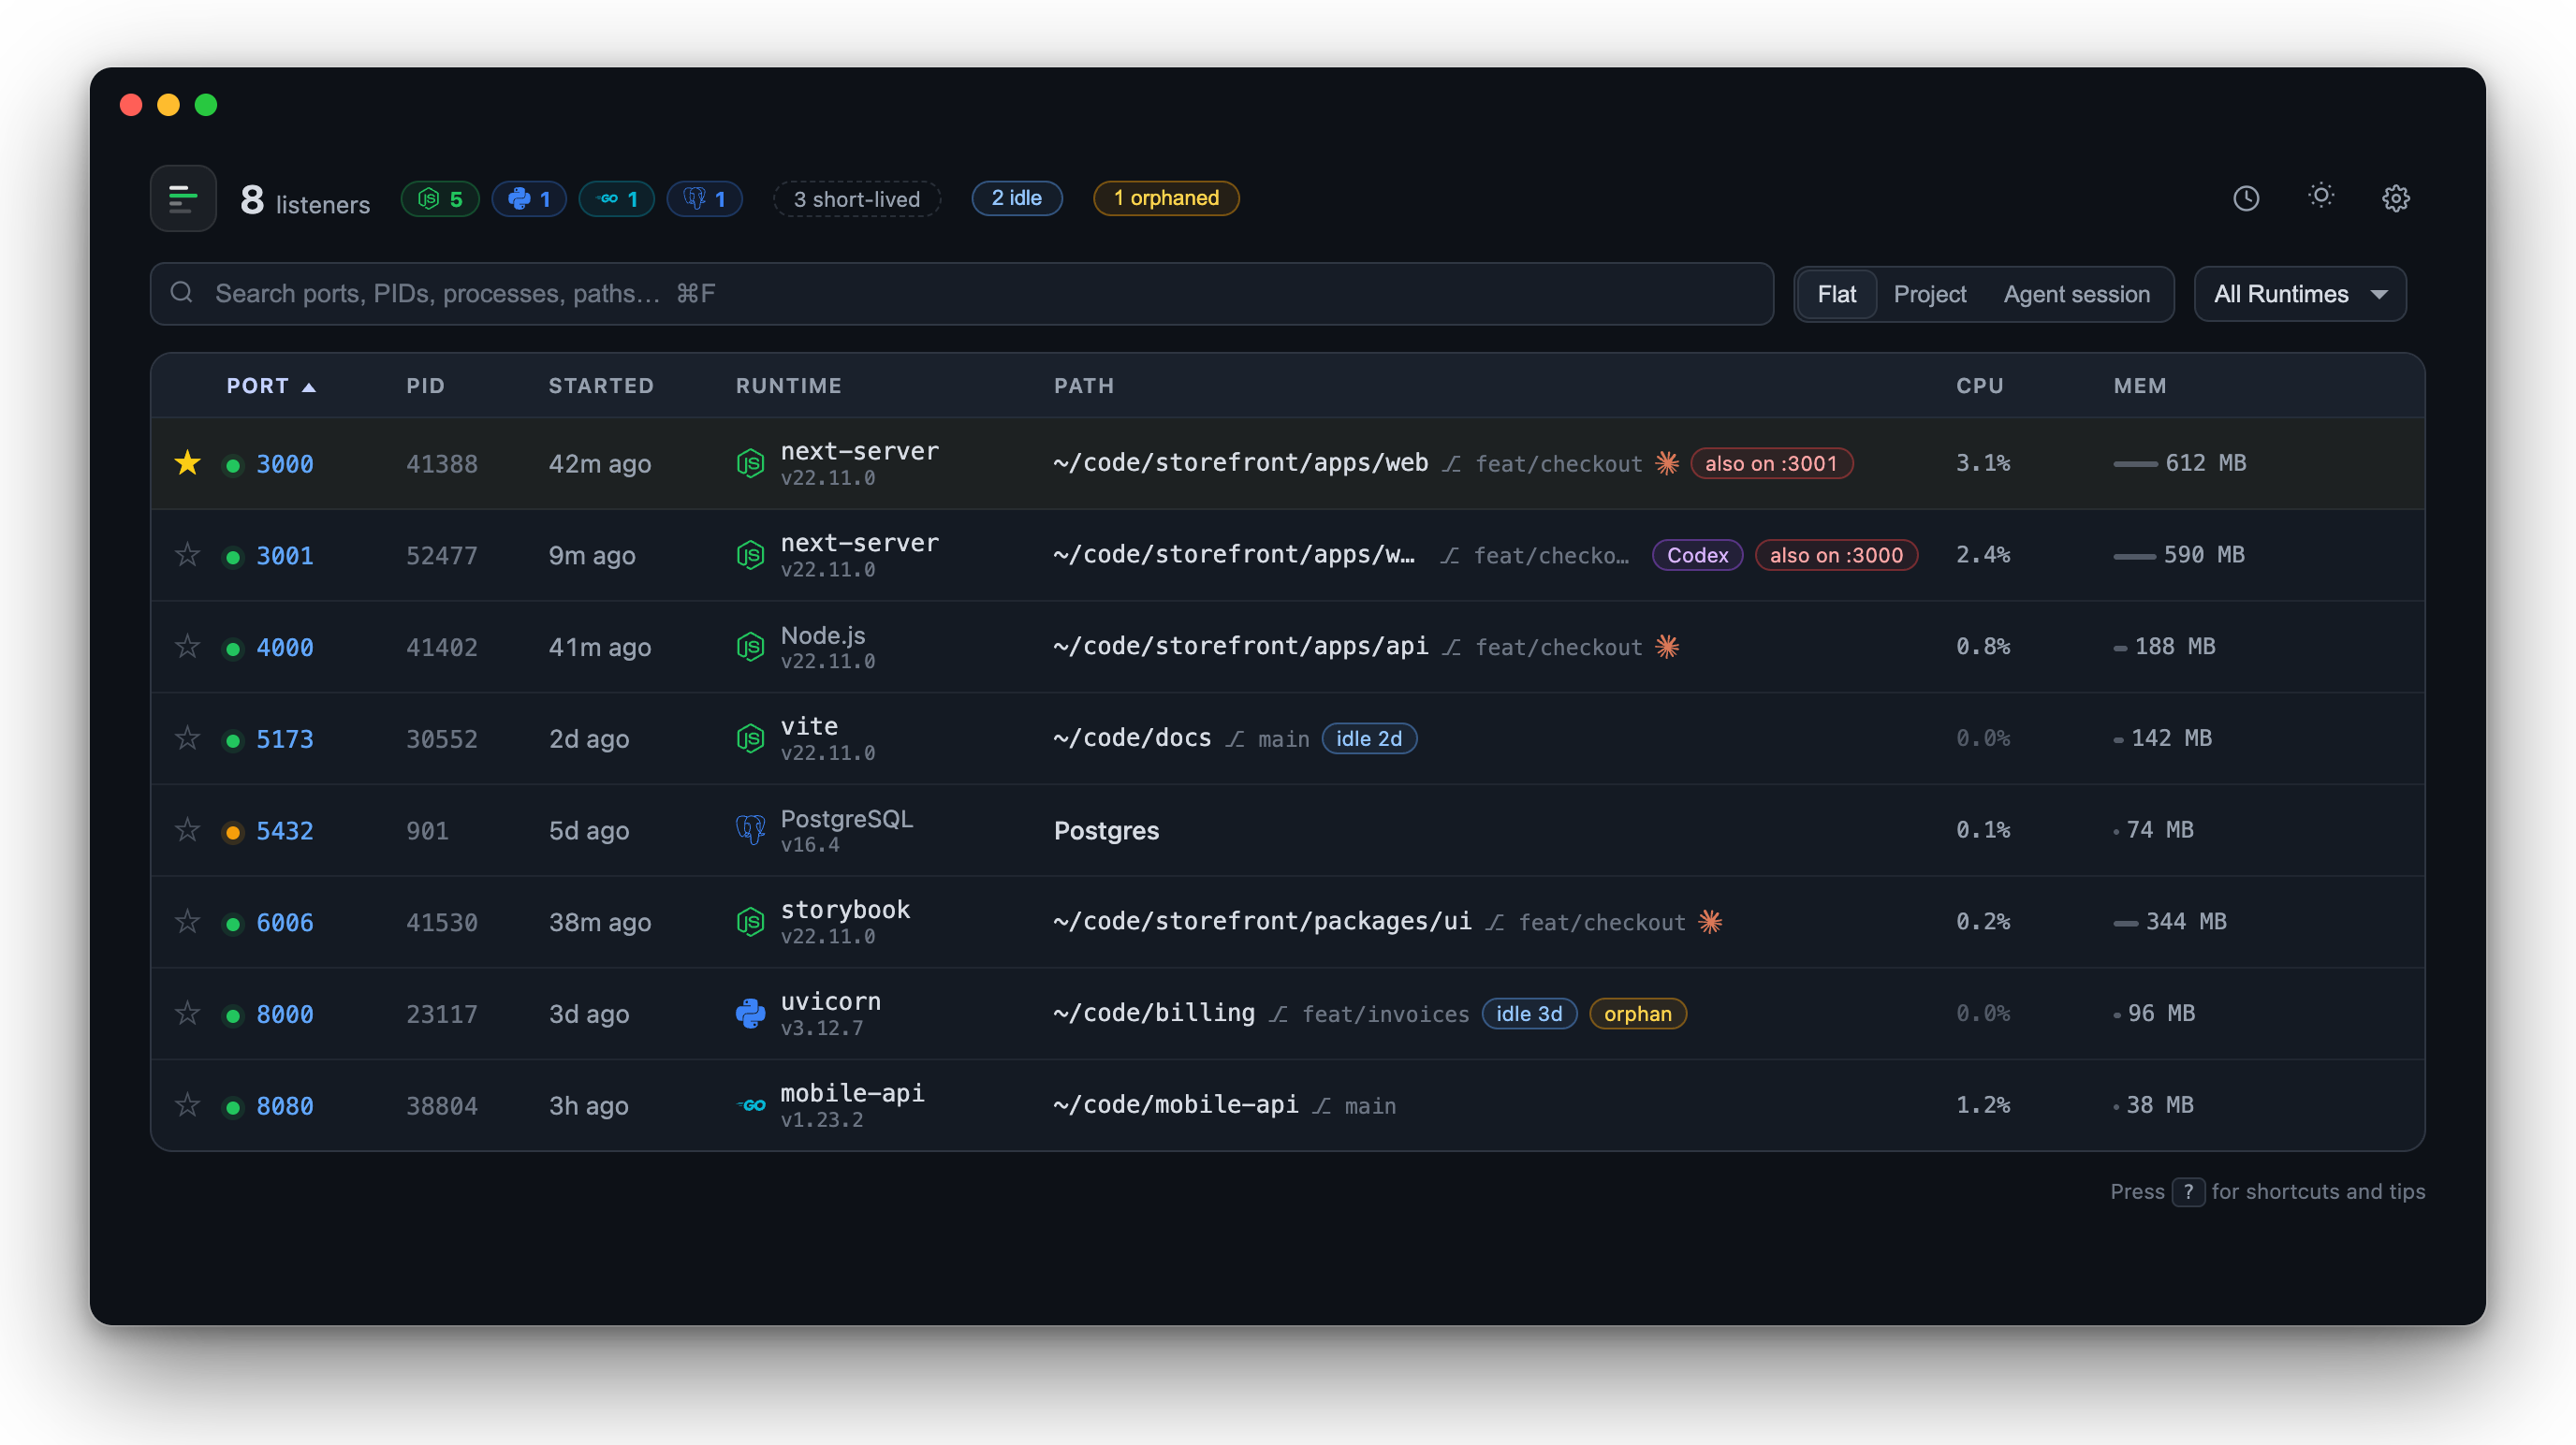 8 listeners 5 1 GO 1 1 3 short-lived 2 idle 1 orphaned
Search ports, PIDs, processes, paths… ⌘F Flat Project Agent session All Runtimes
PORT PID STARTED RUNTIME PATH CPU MEM
3000 41388 42m ago JS next-server ~/code/storefront/apps/web feat/checkout also on :3001 3.1% 612 MB
v22.11.0
3001 52477 9m ago JS next-server ~/code/storefront/apps/w… feat/checko… Codex also on :3000 2.4% 590 MB
v22.11.0
4000 41402 41m ago JS Node.js ~/code/storefront/apps/api feat/checkout 0.8% 188 MB
v22.11.0
5173 30552 2d ago JS vite ~/code/docs main idle 2d 0.0% 142 MB
v22.11.0
5432 901 5d ago PostgreSQL Postgres 0.1% 74 MB
v16.4
6006 41530 38m ago JS storybook ~/code/storefront/packages/ui feat/checkout 0.2% 344 MB
v22.11.0
8000 23117 3d ago uvicorn ~/code/billing feat/invoices idle 3d orphan 0.0% 96 MB
v3.12.7
8080 38804 3h ago GO mobile-api ~/code/mobile-api main 1.2% 38 MB
v1.23.2
Press ? for shortcuts and tips